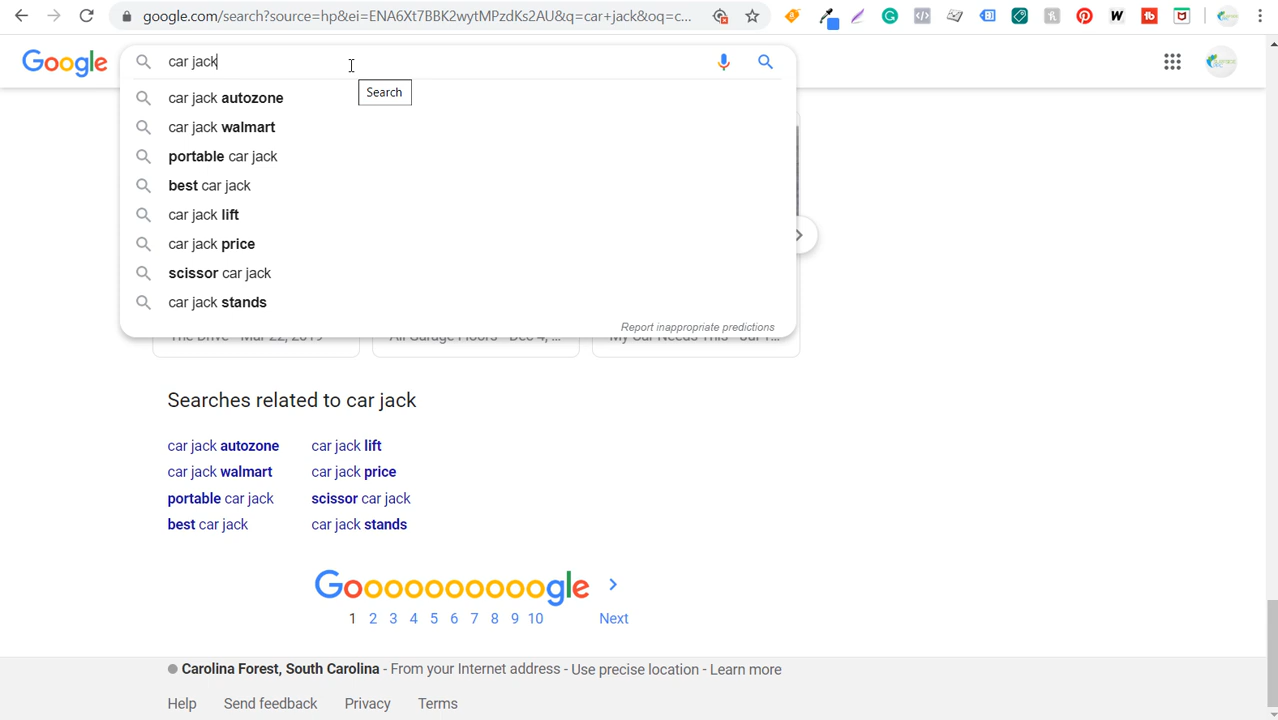 google.com/search?source=hp&ei=ENA6Xt7BDK2wytMPzdKc2AU&q=car+jack&oq=c...
Google
car jack
Search
car jack autozone
car jack walmart
portable car jack
best car jack
car jack lift
car jack price
scissor car jack
car jack stands
Report inappropriate predictions
Searches related to car jack
car jack autozone car jack lift
car jack walmart car jack price
portable car jack scissor car jack
best car jack car jack stands
Goooooooooogle
1 2 3 4 5 6 7 8 9 10 Next
Carolina Forest, South Carolina - From your Internet address - Use precise location - Learn more
Help Send feedback Privacy Terms